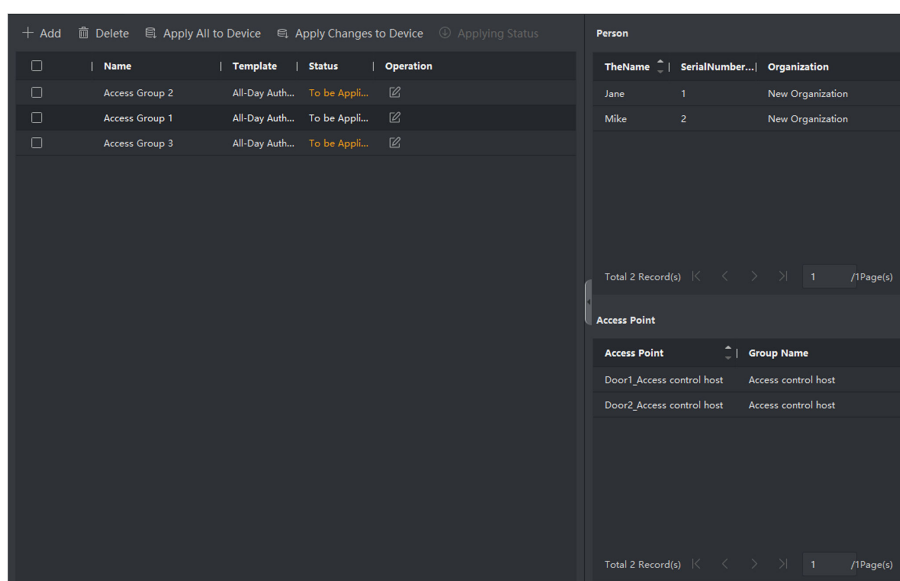 Add Delete Apply All to Device Apply Changes to Device Applying Status
Name Template Status Operation
Access Group 2 All-Day Auth... To be Appli...
Access Group 1 All-Day Auth... To be Appli...
Access Group 3 All-Day Auth... To be Appli...
Person
TheName SerialNumber... Organization
Jane 1 New Organization
Mike 2 New Organization
Total 2 Record(s) 1 /1Page(s)
Access Point
Access Point Group Name
Door1_Access control host Access control host
Door2_Access control host Access control host
Total 2 Record(s) 1 /1Page(s)